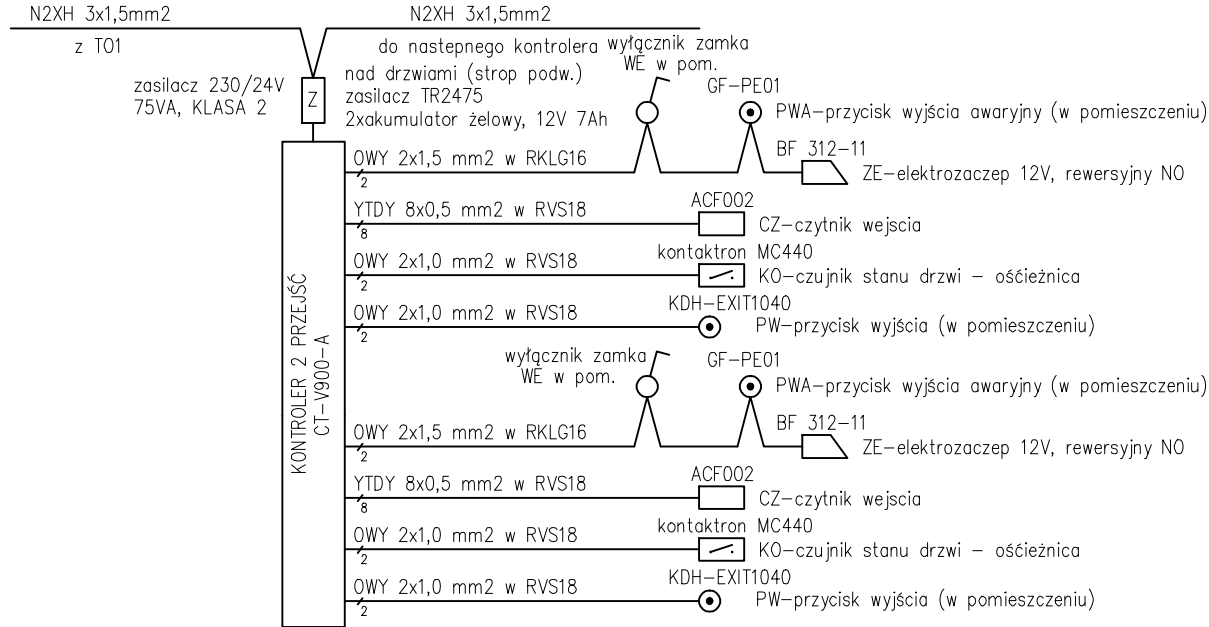 N2XH 3x1,5mm2
N2XH 3x1,5mm2
z TO1
do nastepnego kontrolera
wyłącznik zamka
WE w pom.
zasilacz 230/24V
75VA, KLASA 2
Z
nad drzwiami (strop podw.)
zasilacz TR2475
2xakumulator żelowy, 12V 7Ah
GF-PE01
PWA-przycisk wyjścia awaryjny (w pomieszczeniu)
OWY 2x1,5 mm2 w RKLG16
2
BF 312-11
ZE-elektrozaczep 12V, rewersyjny NO
YTDY 8x0,5 mm2 w RVS18
8
ACF002
CZ-czytnik wejscia
OWY 2x1,0 mm2 w RVS18
2
kontaktron MC440
KO-czujnik stanu drzwi - ośćieżnica
OWY 2x1,0 mm2 w RVS18
2
KDH-EXIT1040
PW-przycisk wyjścia (w pomieszczeniu)
KONTROLER 2 PRZEJŚĆ
CT-V900-A
wyłącznik zamka
WE w pom.
GF-PE01
PWA-przycisk wyjścia awaryjny (w pomieszczeniu)
OWY 2x1,5 mm2 w RKLG16
2
BF 312-11
ZE-elektrozaczep 12V, rewersyjny NO
YTDY 8x0,5 mm2 w RVS18
8
ACF002
CZ-czytnik wejscia
OWY 2x1,0 mm2 w RVS18
2
kontaktron MC440
KO-czujnik stanu drzwi - ośćieżnica
OWY 2x1,0 mm2 w RVS18
2
KDH-EXIT1040
PW-przycisk wyjścia (w pomieszczeniu)